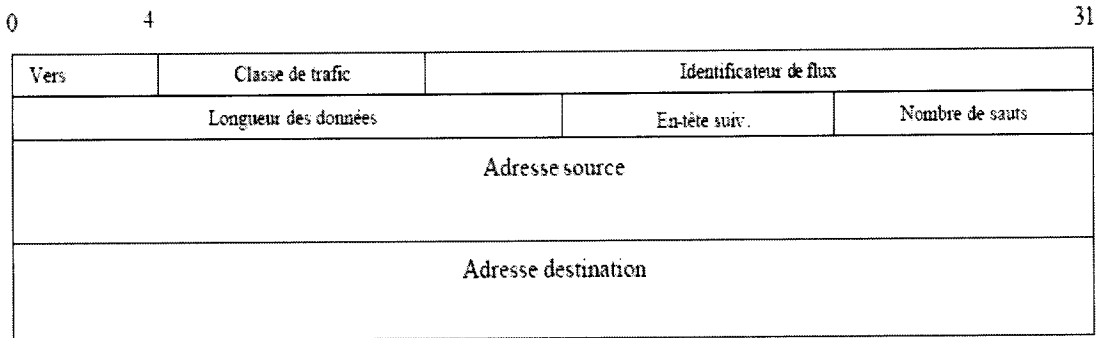 0 4 31
Vers Classe de trafic Identificateur de flux
Longueur des données En-tête suiv. Nombre de sauts
Adresse source
Adresse destination